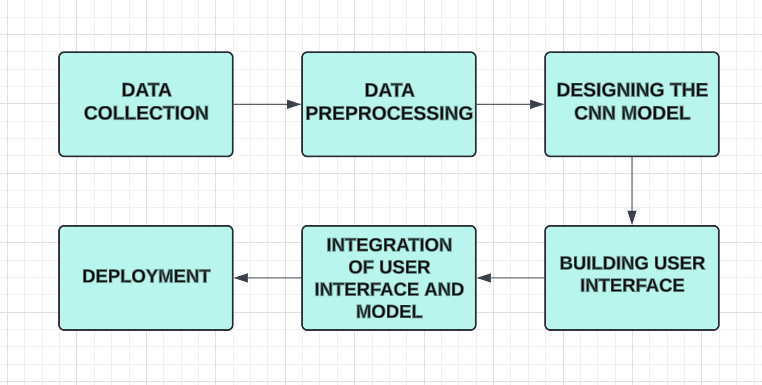 DATA
COLLECTION
DATA
PREPROCESSING
DESIGNING THE
CNN MODEL
BUILDING USER
INTERFACE
INTEGRATION
OF USER
INTERFACE AND
MODEL
DEPLOYMENT